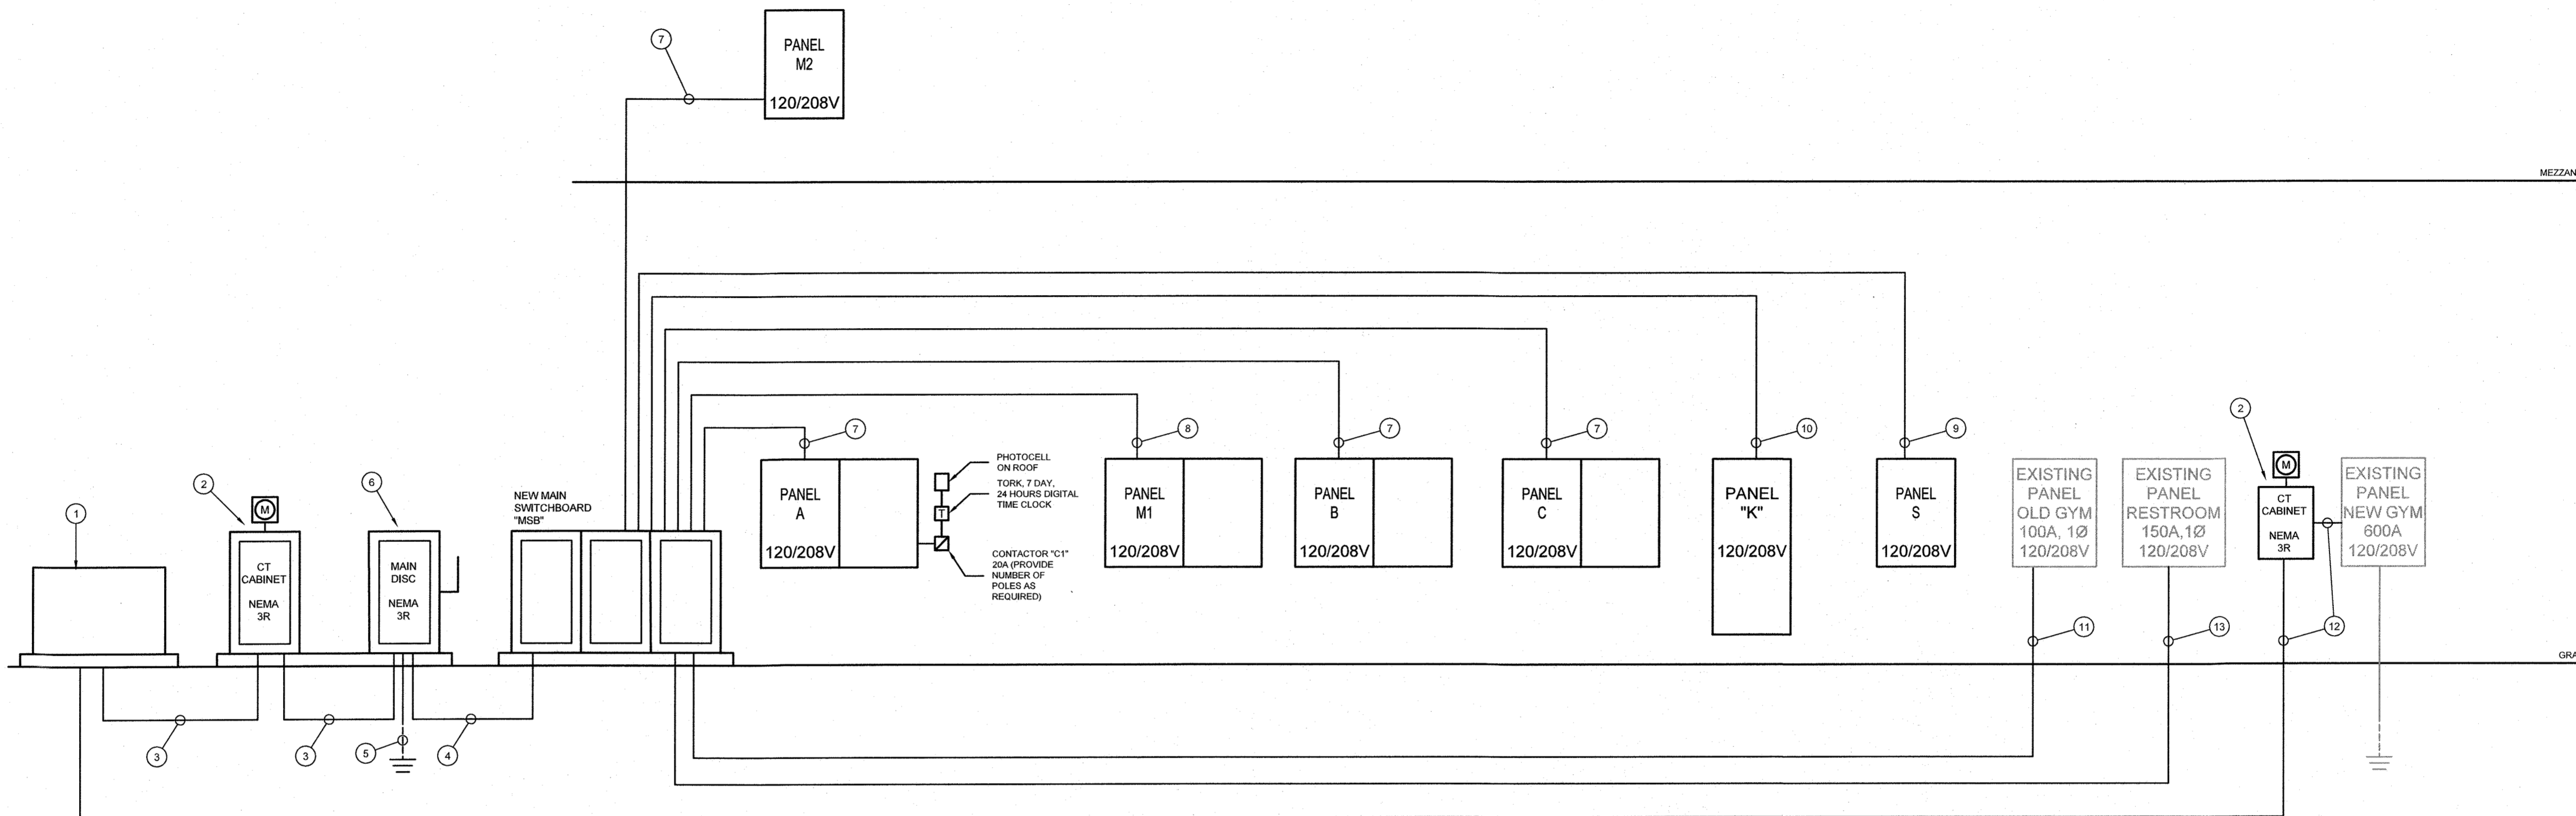 7
PANEL
M2
120/208V
MEZZAN
7
8
7
7
10
9
2
2
6
1
NEW MAIN
SWITCHBOARD
"MSB"
M
CT
CABINET
NEMA
3R
MAIN
DISC
NEMA
3R
PANEL
A
120/208V
PHOTOCELL
ON ROOF
TORK, 7 DAY,
24 HOURS DIGITAL
TIME CLOCK
T
CONTACTOR "C1"
20A (PROVIDE
NUMBER OF
POLES AS
REQUIRED)
PANEL
M1
120/208V
PANEL
B
120/208V
PANEL
C
120/208V
PANEL
"K"
120/208V
PANEL
S
120/208V
EXISTING
PANEL
OLD GYM
100A, 1Ø
120/208V
EXISTING
PANEL
RESTROOM
150A,1Ø
120/208V
M
CT
CABINET
NEMA
3R
EXISTING
PANEL
NEW GYM
600A
120/208V
11
13
12
GRA
3
3
5
4